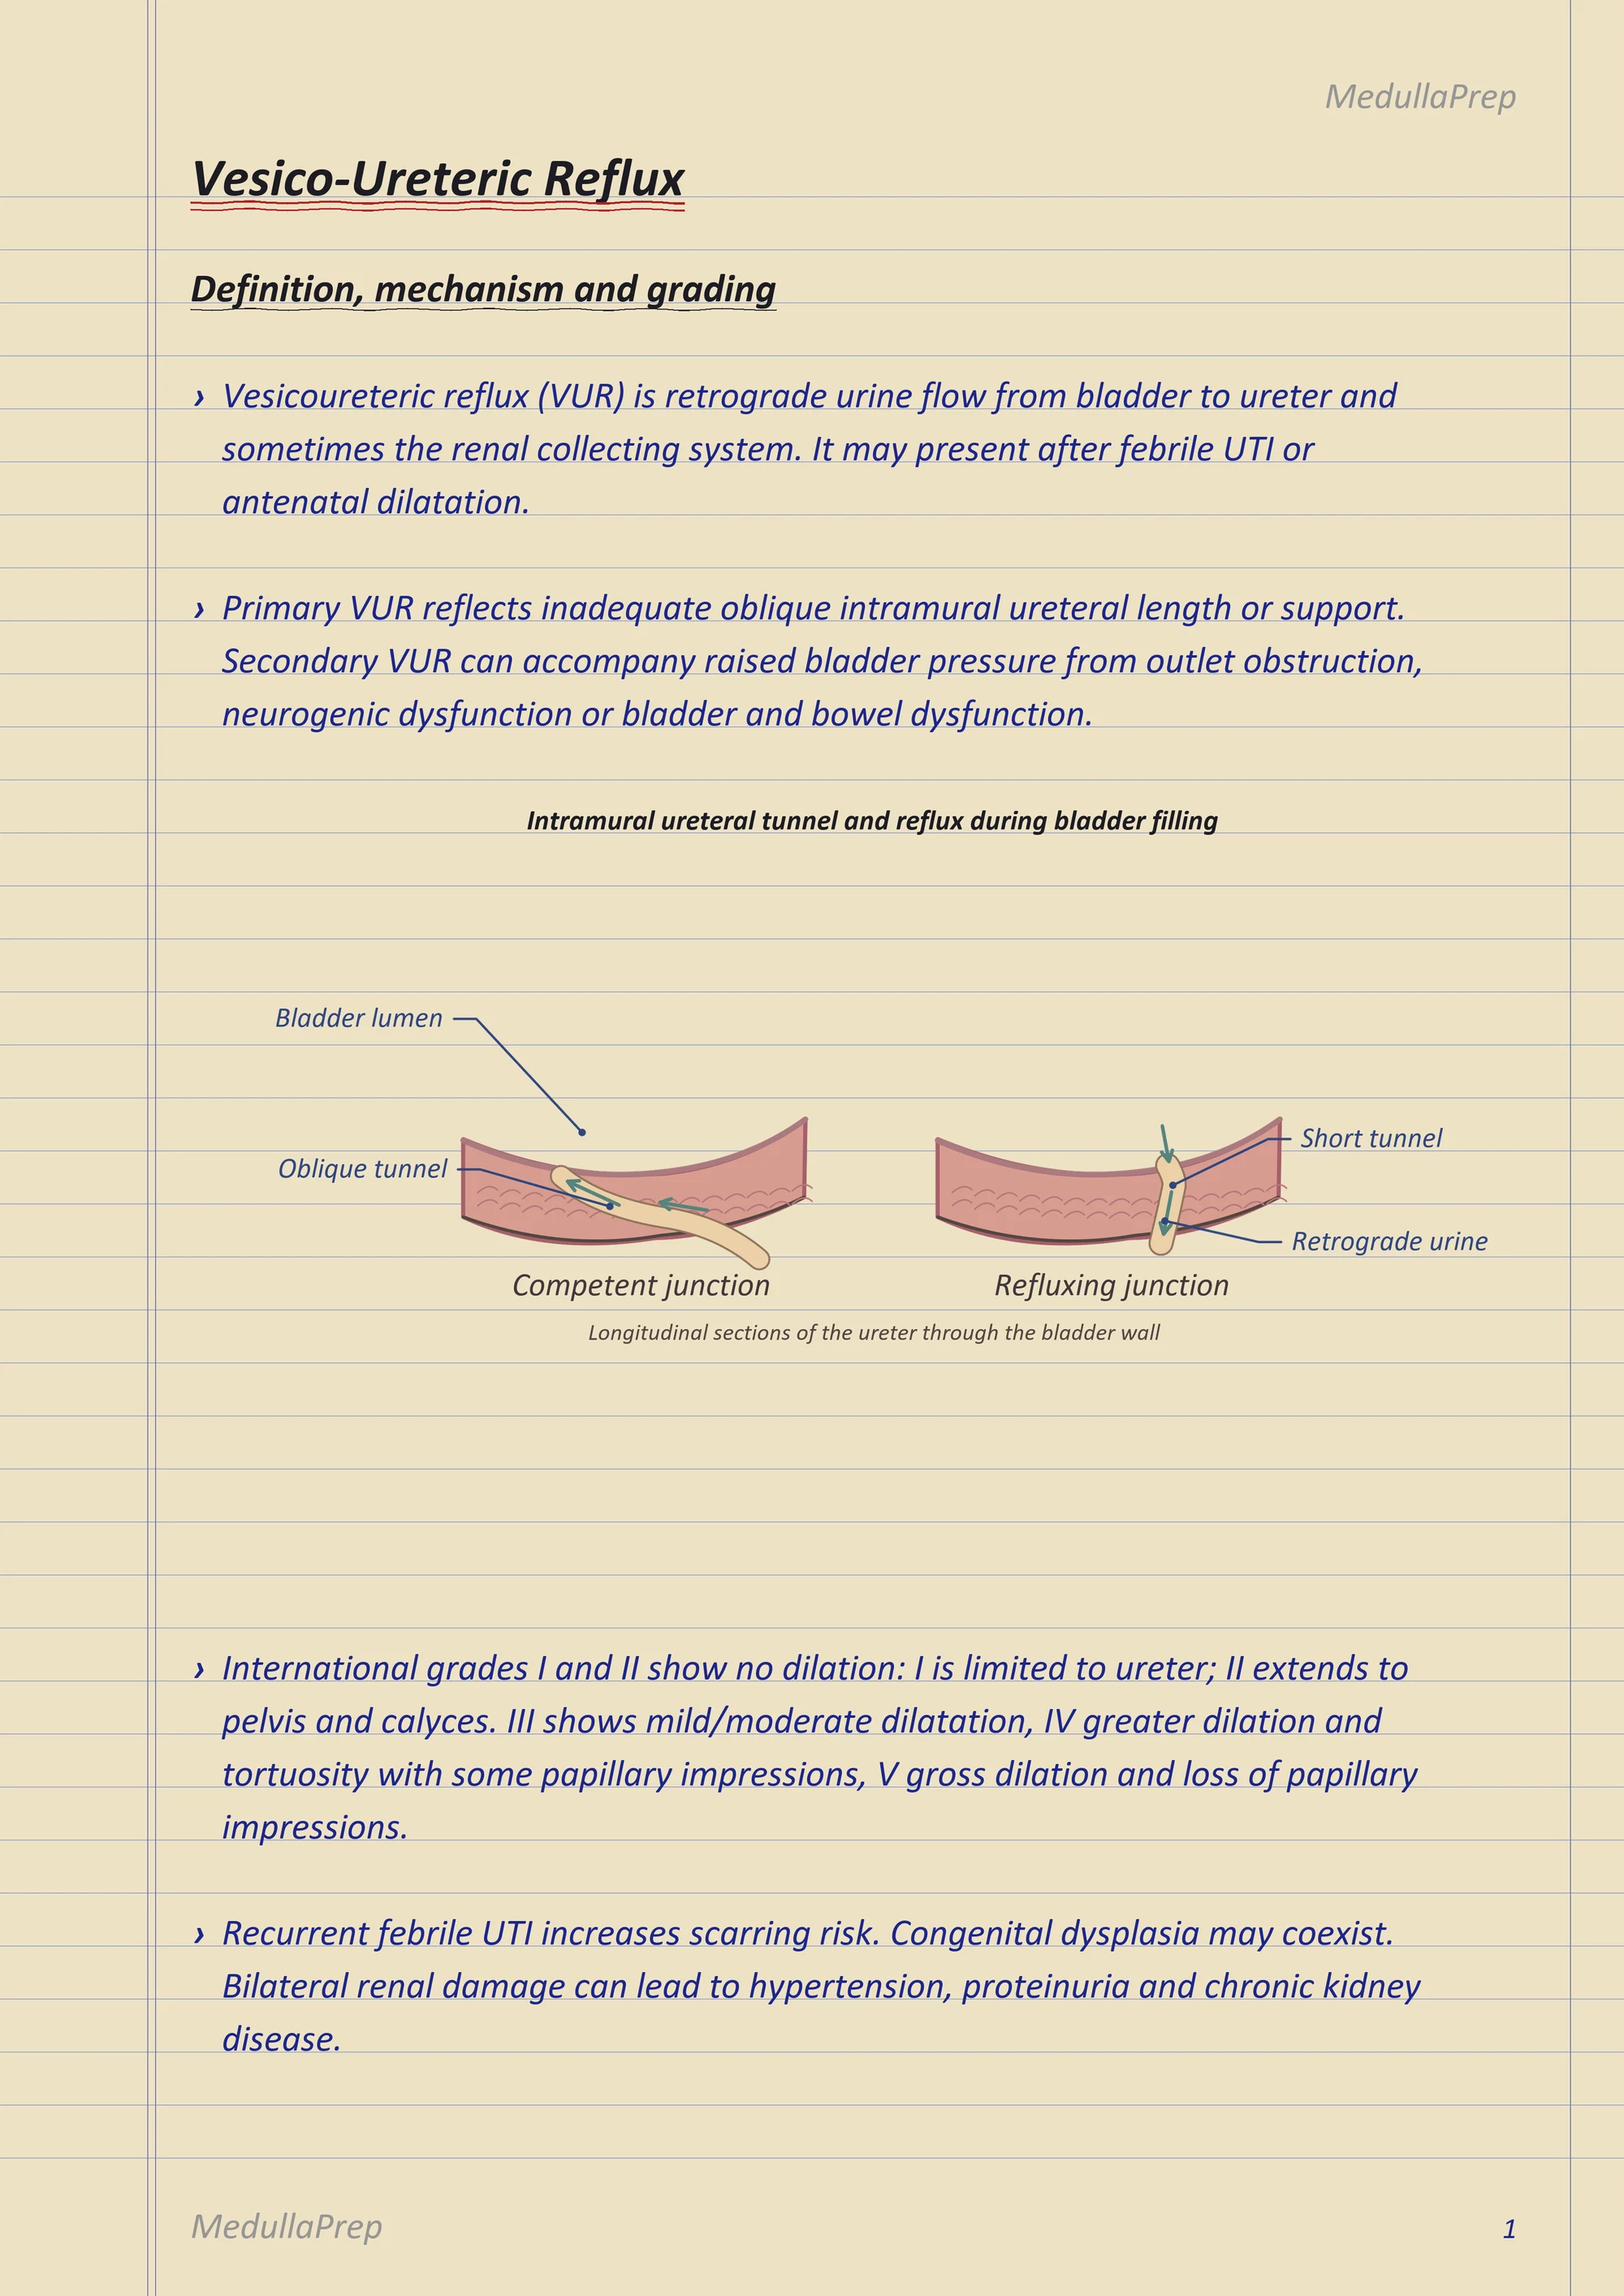 MedullaPrep
Vesico-Ureteric Reflux
Definition, mechanism and grading
› Vesicoureteric reflux (VUR) is retrograde urine flow from bladder to ureter and
sometimes the renal collecting system. It may present after febrile UTI or
antenatal dilatation.
› Primary VUR reflects inadequate oblique intramural ureteral length or support.
Secondary VUR can accompany raised bladder pressure from outlet obstruction,
neurogenic dysfunction or bladder and bowel dysfunction.
Intramural ureteral tunnel and reflux during bladder filling
Bladder lumen
Oblique tunnel
Short tunnel
Retrograde urine
Competent junction
Refluxing junction
Longitudinal sections of the ureter through the bladder wall
› International grades I and II show no dilation: I is limited to ureter; II extends to
pelvis and calyces. III shows mild/moderate dilatation, IV greater dilation and
tortuosity with some papillary impressions, V gross dilation and loss of papillary
impressions.
› Recurrent febrile UTI increases scarring risk. Congenital dysplasia may coexist.
Bilateral renal damage can lead to hypertension, proteinuria and chronic kidney
disease.
MedullaPrep
1